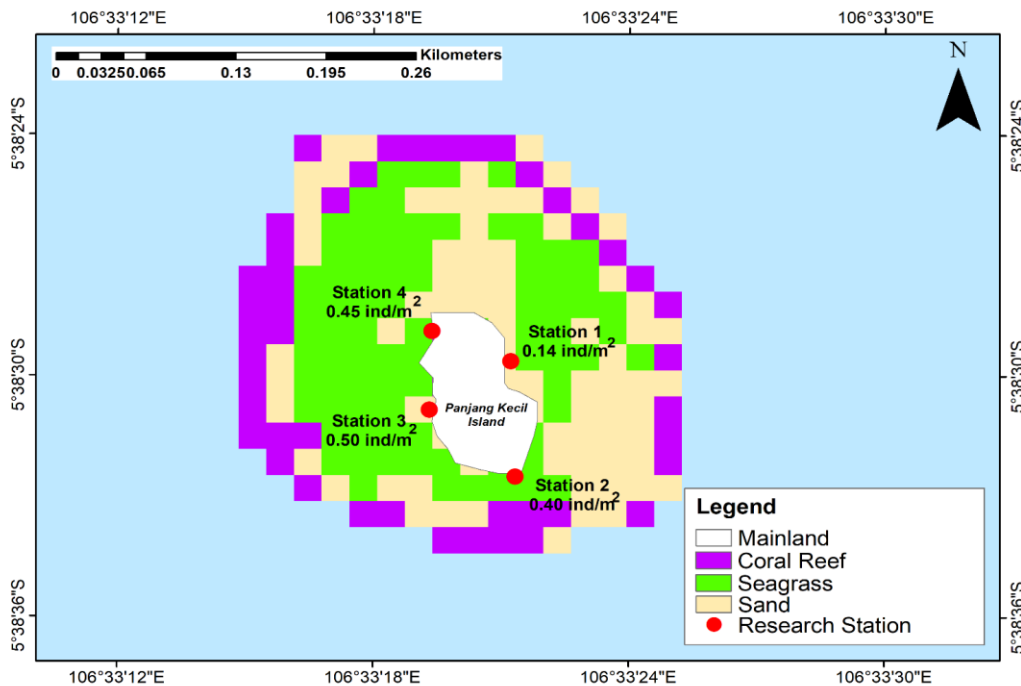 106°33'12"E 106°33'18"E 106°33'24"E 106°33'30"E
Kilometers
0 0.0325 0.065 0.13 0.195 0.26
N
5°38'24"S 5°38'24"S
Station 4
0.45 ind/m²
Station 1
0.14 ind/m²
5°38'30"S 5°38'30"S
Panjang Kecil
Island
Station 3
0.50 ind/m²
Station 2
0.40 ind/m²
Legend
Mainland
Coral Reef
Seagrass
Sand
Research Station
5°38'36"S 5°38'36"S
106°33'12"E 106°33'18"E 106°33'24"E 106°33'30"E